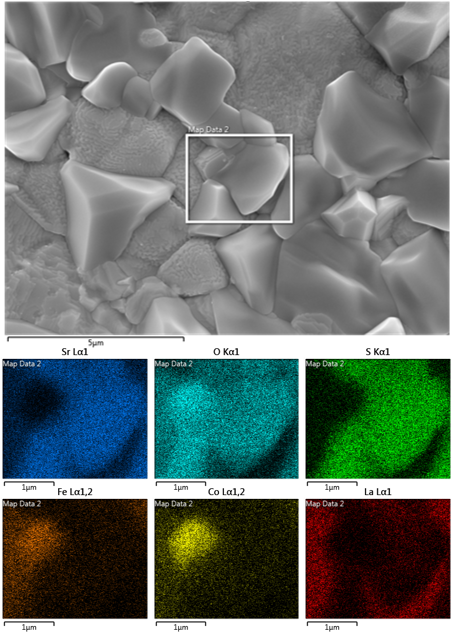 Map Data 2
5µm
Sr Lα1
O Kα1
S Kα1
Map Data 2
Map Data 2
Map Data 2
1µm
1µm
1µm
Fe Lα1,2
Co Lα1,2
La Lα1
Map Data 2
Map Data 2
Map Data 2
1µm
1µm
1µm